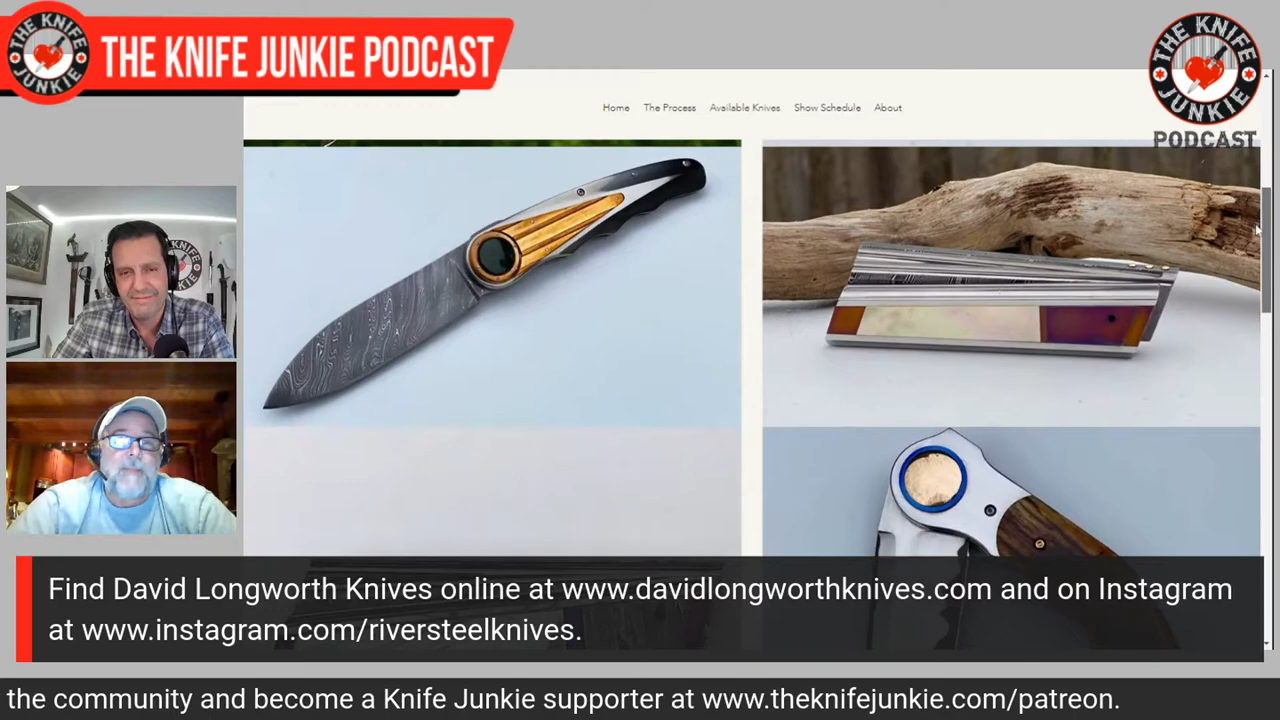 THE KNIFE JUNKIE
THE KNIFE JUNKIE PODCAST
THE KNIFE
JUNKIE
PODCAST
Home The Process Available Knives Show Schedule About
KNIFE
JUNKIE
Find David Longworth Knives online at www.davidlongworthknives.com and on Instagram
at www.instagram.com/riversteelknives.
the community and become a Knife Junkie supporter at www.theknifejunkie.com/patreon.